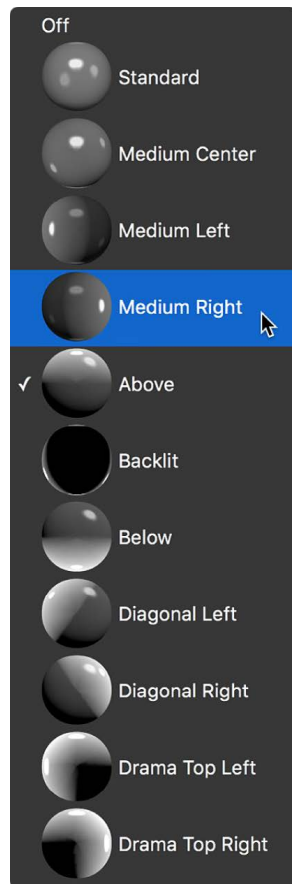 Off
Standard
Medium Center
Medium Left
Medium Right
Above
Backlit
Below
Diagonal Left
Diagonal Right
Drama Top Left
Drama Top Right